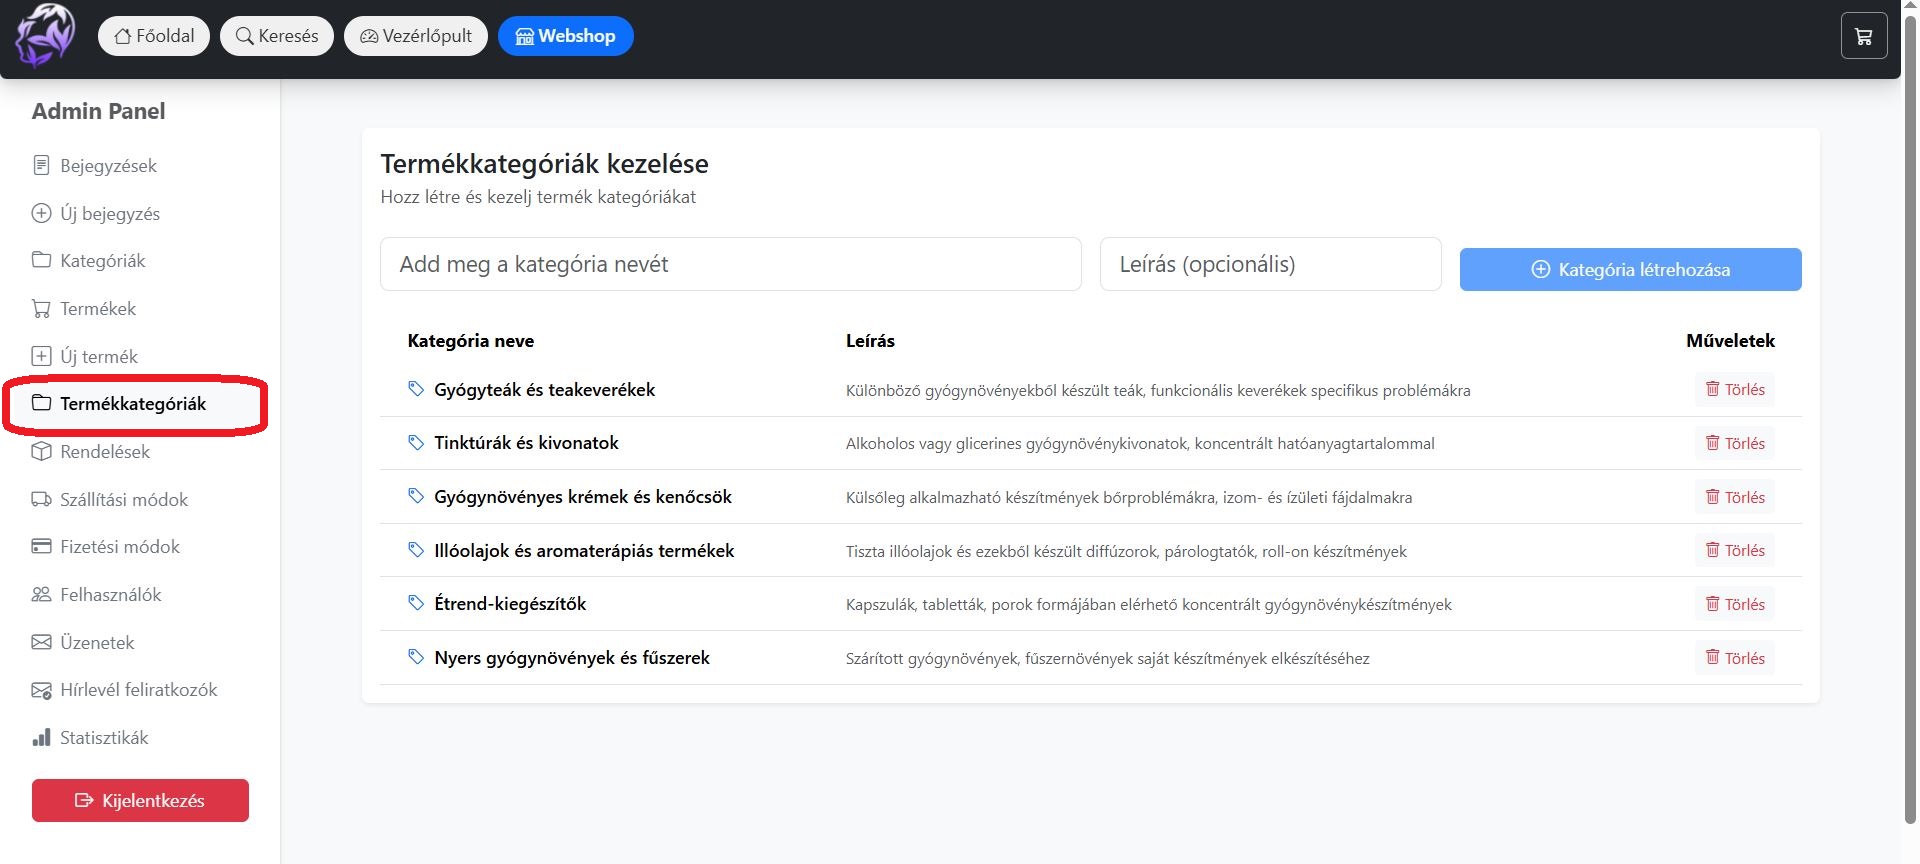 Főoldal
Keresés
Vezérlőpult
Webshop
Admin Panel
Bejegyzések
Új bejegyzés
Kategóriák
Termékek
Új termék
Termékkategóriák
Rendelések
Szállítási módok
Fizetési módok
Felhasználók
Üzenetek
Hírlevél feliratkozók
Statisztikák
Kijelentkezés
Termékkategóriák kezelése
Hozz létre és kezelj termék kategóriákat
Add meg a kategória nevét
Leírás (opcionális)
Kategória létrehozása
Kategória neve Leírás Műveletek
Gyógyteák és teakeverékek Különböző gyógynövényekből készült teák, funkcionális keverékek specifikus problémákra Törlés
Tinktúrák és kivonatok Alkoholos vagy glicerines gyógynövénykivonatok, koncentrált hatóanyagtartalommal Törlés
Gyógynövényes krémek és kenőcsök Külsőleg alkalmazható készítmények bőrproblémákra, izom- és ízületi fájdalmakra Törlés
Illóolajok és aromaterápiás termékek Tiszta illóolajok és ezekből készült diffúzorok, párologtatók, roll-on készítmények Törlés
Étrend-kiegészítők Kapszulák, tabletták, porok formájában elérhető koncentrált gyógynövénykészítmények Törlés
Nyers gyógynövények és fűszerek Szárított gyógynövények, fűszernövények saját készítmények elkészítéséhez Törlés